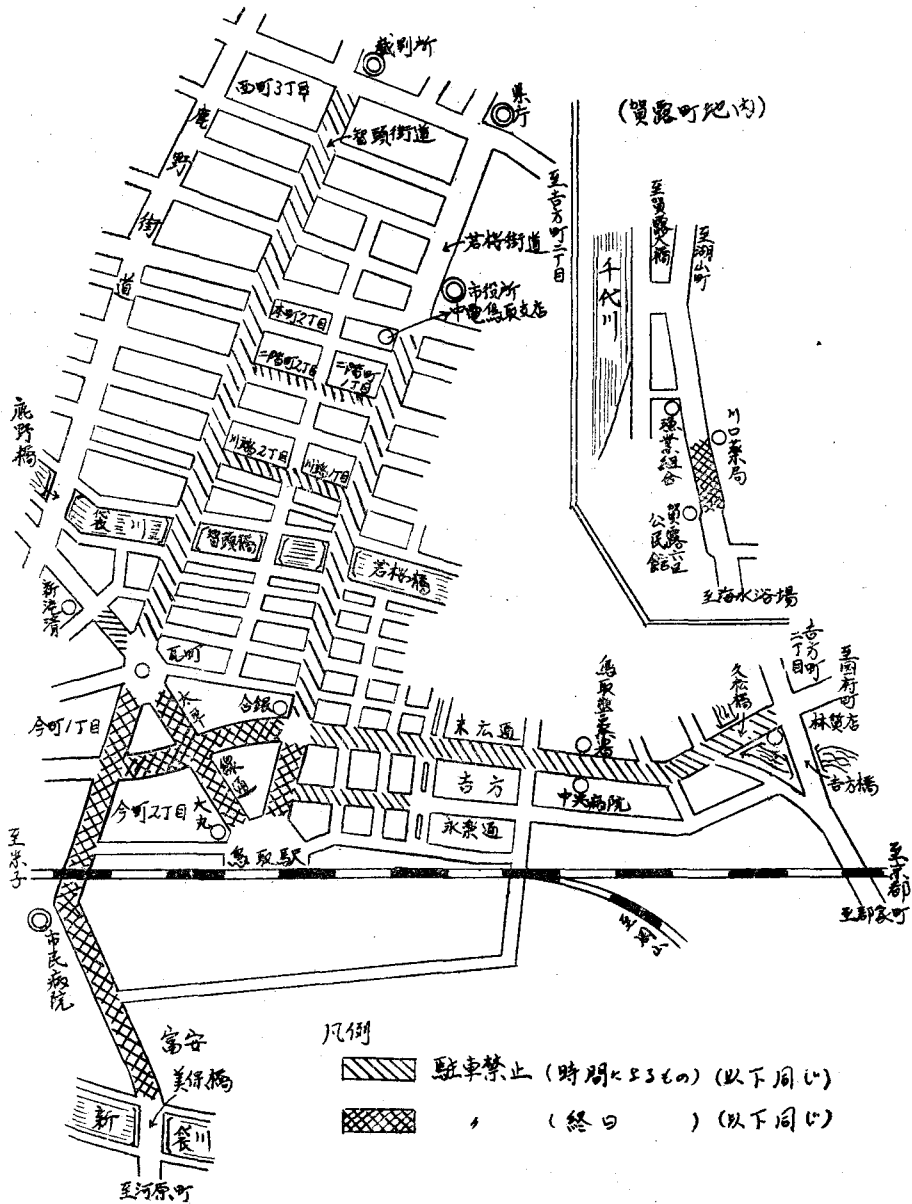 裁判所
西町3丁目
県庁
(賀露町地内)
鹿野街道
智頭街道
至吉方町二丁目
若桜街道
市役所
中電鳥取支店
本町2丁目
二階町2丁目
二階町1丁目
川端2丁目
川端1丁目
千代川
至賀露大橋
至湖山町
漁業組合
川口薬局
賀露
公民館
至海水浴場
鹿野橋
袋川
智頭橋
若桜橋
瓦町
合銀
今町1丁目
今町2丁目
大丸
末広通
吉方
永楽通
中央病院
久松橋
吉方町二丁目
至国府町
林質店
吉方橋
鳥取駅
至米子
至京都
至郡家町
市民病院
富安
美保橋
新
袋川
至河原町
凡例
駐車禁止 (時間によるもの) (以下同じ)
〃 (終日 ) (以下同じ)